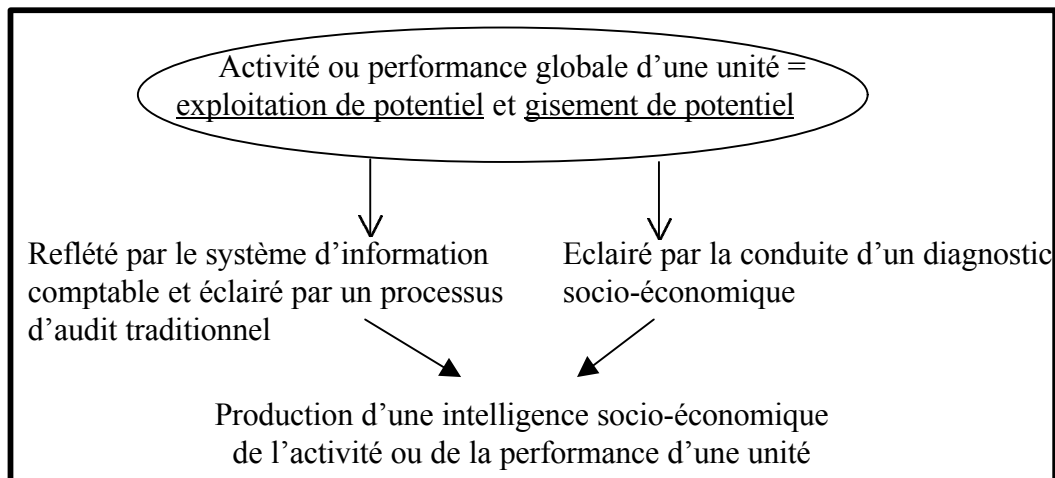 Activité ou performance globale d’une unité =
exploitation de potentiel et gisement de potentiel
Reflété par le système d’information
comptable et éclairé par un processus
d’audit traditionnel
Eclairé par la conduite d’un diagnostic
socio-économique
Production d’une intelligence socio-économique
de l’activité ou de la performance d’une unité